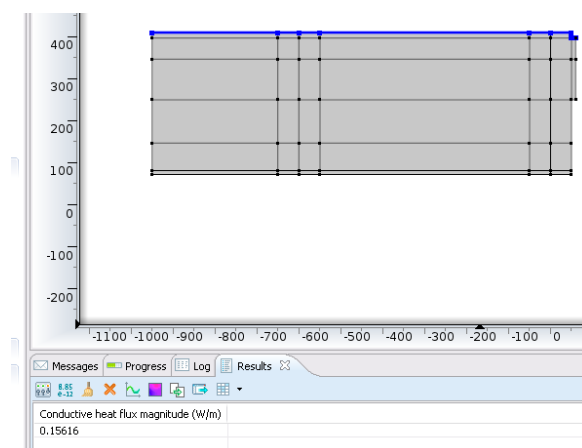 400
300
200
100
0
-100
-200
-1100 -1000 -900 -800 -700 -600 -500 -400 -300 -200 -100 0
Messages Progress Log Results
8.85
e-12
Conductive heat flux magnitude (W/m)
0.15616